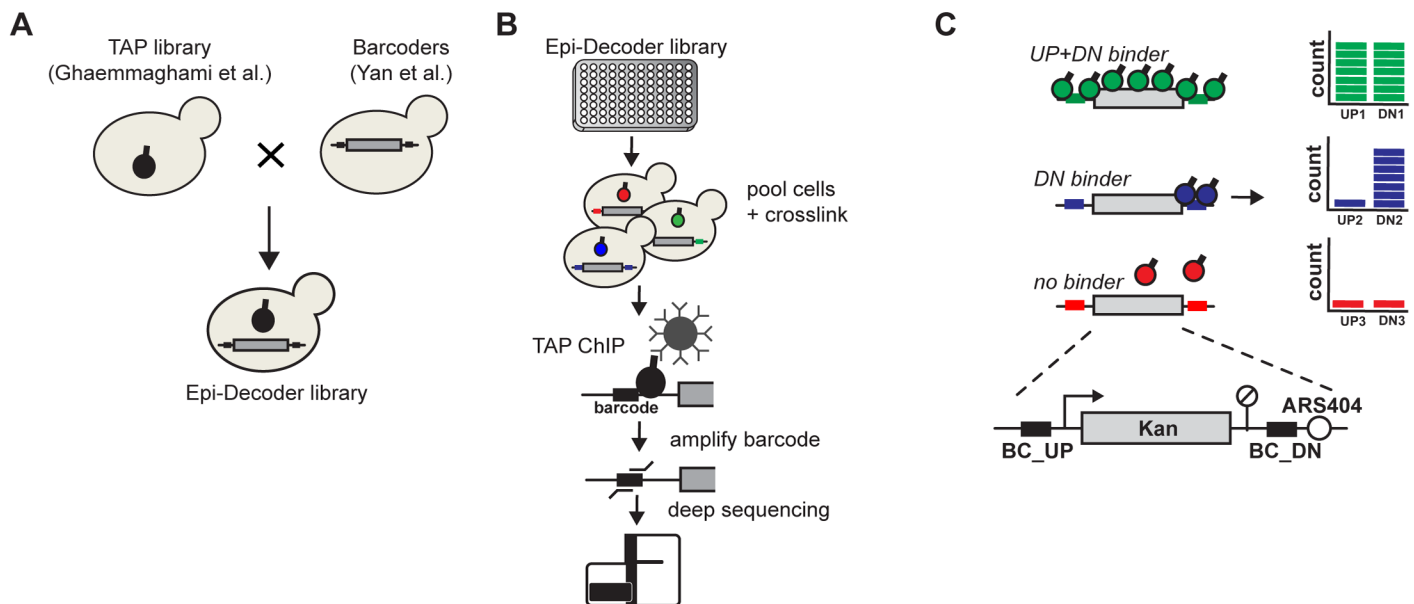 A
TAP library
(Ghaemmaghami et al.)
Barcoders
(Yan et al.)
Epi-Decoder library
B
Epi-Decoder library
pool cells
+ crosslink
TAP ChIP
barcode
amplify barcode
deep sequencing
C
UP+DN binder
count
UP1 DN1
DN binder
count
UP2 DN2
no binder
count
UP3 DN3
ARS404
Kan
BC_UP
BC_DN